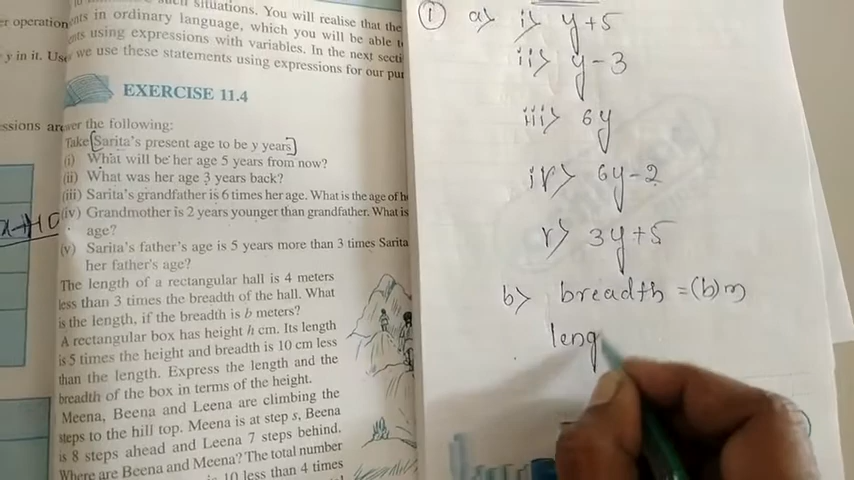 such situations. You will realise that the
er operation
ents in ordinary language, which you will be able
nts using expressions with variables. In the next secti
y in it. Use
we use these statements using expressions for our pur
EXERCISE 11.4
ssions are
wer the following:
Take [Sarita's present age to be y years]
(i) What will be her age 5 years from now?
(ii) What was her age 3 years back?
(iii) Sarita's grandfather is 6 times her age. What is the age of h
(iv) Grandmother is 2 years younger than grandfather. What is
age?
(v) Sarita's father's age is 5 years more than 3 times Sarita
her father's age?
The length of a rectangular hall is 4 meters
less than 3 times the breadth of the hall. What
is the length, if the breadth is b meters?
A rectangular box has height h cm. Its length
is 5 times the height and breadth is 10 cm less
than the length. Express the length and the
breadth of the box in terms of the height.
Meena, Beena and Leena are climbing the
steps to the hill top. Meena is at step s, Beena
is 8 steps ahead and Leena 7 steps behind.
Where are Beena and Meena? The total number
is 10 less than 4 times
1 a> i> y+5
ii> y-3
iii> 6y
iv> 6y-2
v> 3y+5
b> breadth = (b)m
leng